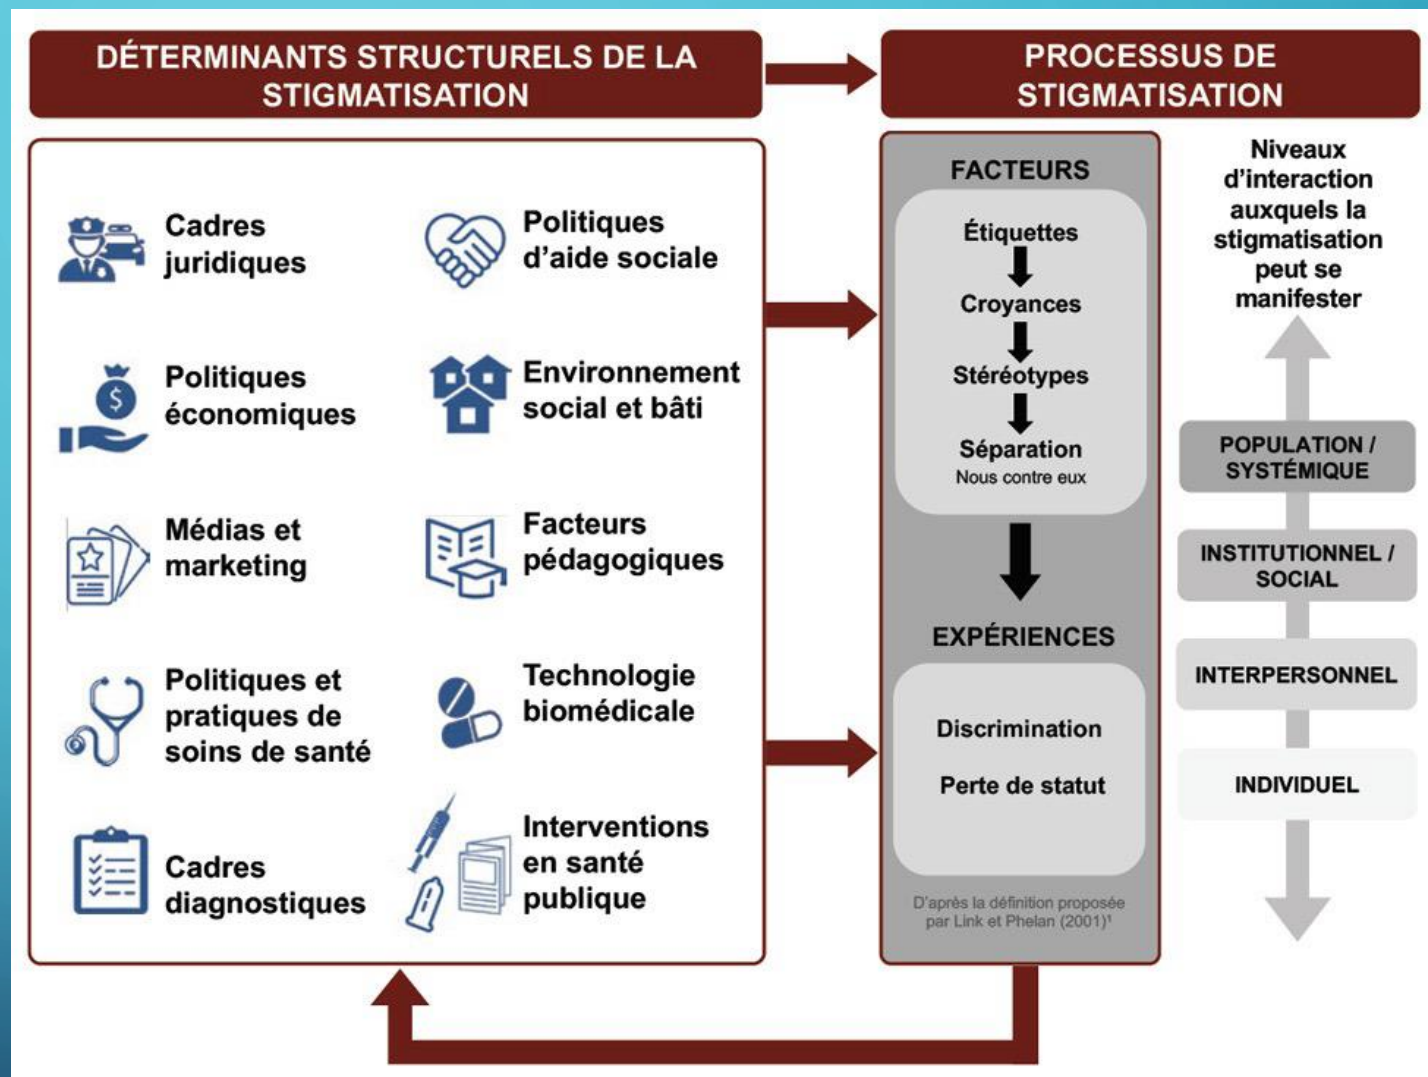 DÉTERMINANTS STRUCTURELS DE LA
STIGMATISATION
PROCESSUS DE
STIGMATISATION
Cadres
juridiques
Politiques
d'aide sociale
Politiques
économiques
Environnement
social et bâti
Médias et
marketing
Facteurs
pédagogiques
Politiques et
pratiques de
soins de santé
Technologie
biomédicale
Cadres
diagnostiques
Interventions
en santé
publique
FACTEURS
Étiquettes
Croyances
Stéréotypes
Séparation
Nous contre eux
EXPÉRIENCES
Discrimination
Perte de statut
D'après la définition proposée
par Link et Phelan (2001)¹
Niveaux
d'interaction
auxquels la
stigmatisation
peut se
manifester
POPULATION /
SYSTÉMIQUE
INSTITUTIONNEL /
SOCIAL
INTERPERSONNEL
INDIVIDUEL